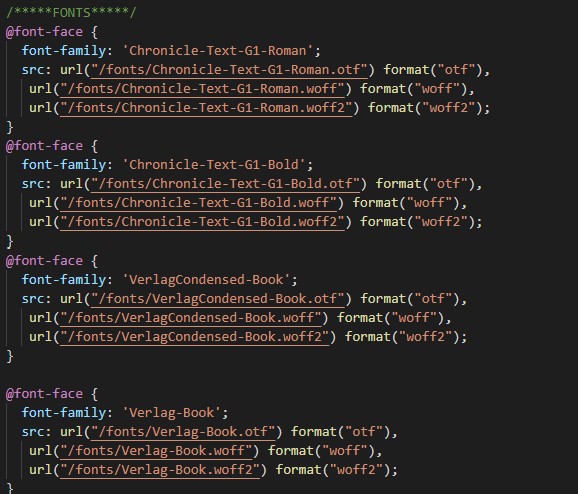 /*****FONTS*****/
@font-face {
  font-family: 'Chronicle-Text-G1-Roman';
  src: url("/fonts/Chronicle-Text-G1-Roman.otf") format("otf"),
   url("/fonts/Chronicle-Text-G1-Roman.woff") format("woff"),
   url("/fonts/Chronicle-Text-G1-Roman.woff2") format("woff2");
}
@font-face {
  font-family: 'Chronicle-Text-G1-Bold';
  src: url("/fonts/Chronicle-Text-G1-Bold.otf") format("otf"),
   url("/fonts/Chronicle-Text-G1-Bold.woff") format("woff"),
   url("/fonts/Chronicle-Text-G1-Bold.woff2") format("woff2");
}
@font-face {
  font-family: 'VerlagCondensed-Book';
  src: url("/fonts/VerlagCondensed-Book.otf") format("otf"),
   url("/fonts/VerlagCondensed-Book.woff") format("woff"),
   url("/fonts/VerlagCondensed-Book.woff2") format("woff2");
}

@font-face {
  font-family: 'Verlag-Book';
  src: url("/fonts/Verlag-Book.otf") format("otf"),
   url("/fonts/Verlag-Book.woff") format("woff"),
   url("/fonts/Verlag-Book.woff2") format("woff2");
}